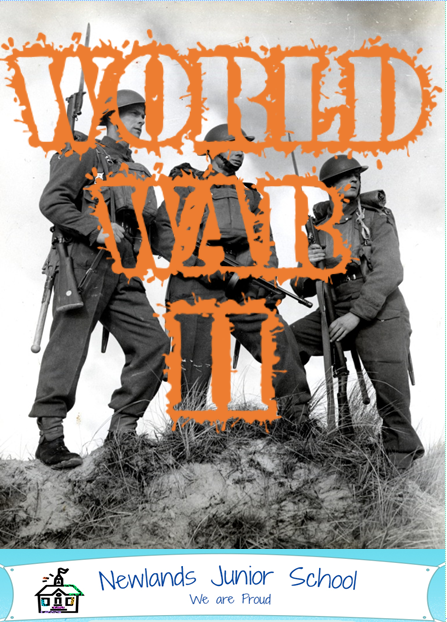 WORLD
WAR
II
Newlands Junior School
We are Proud